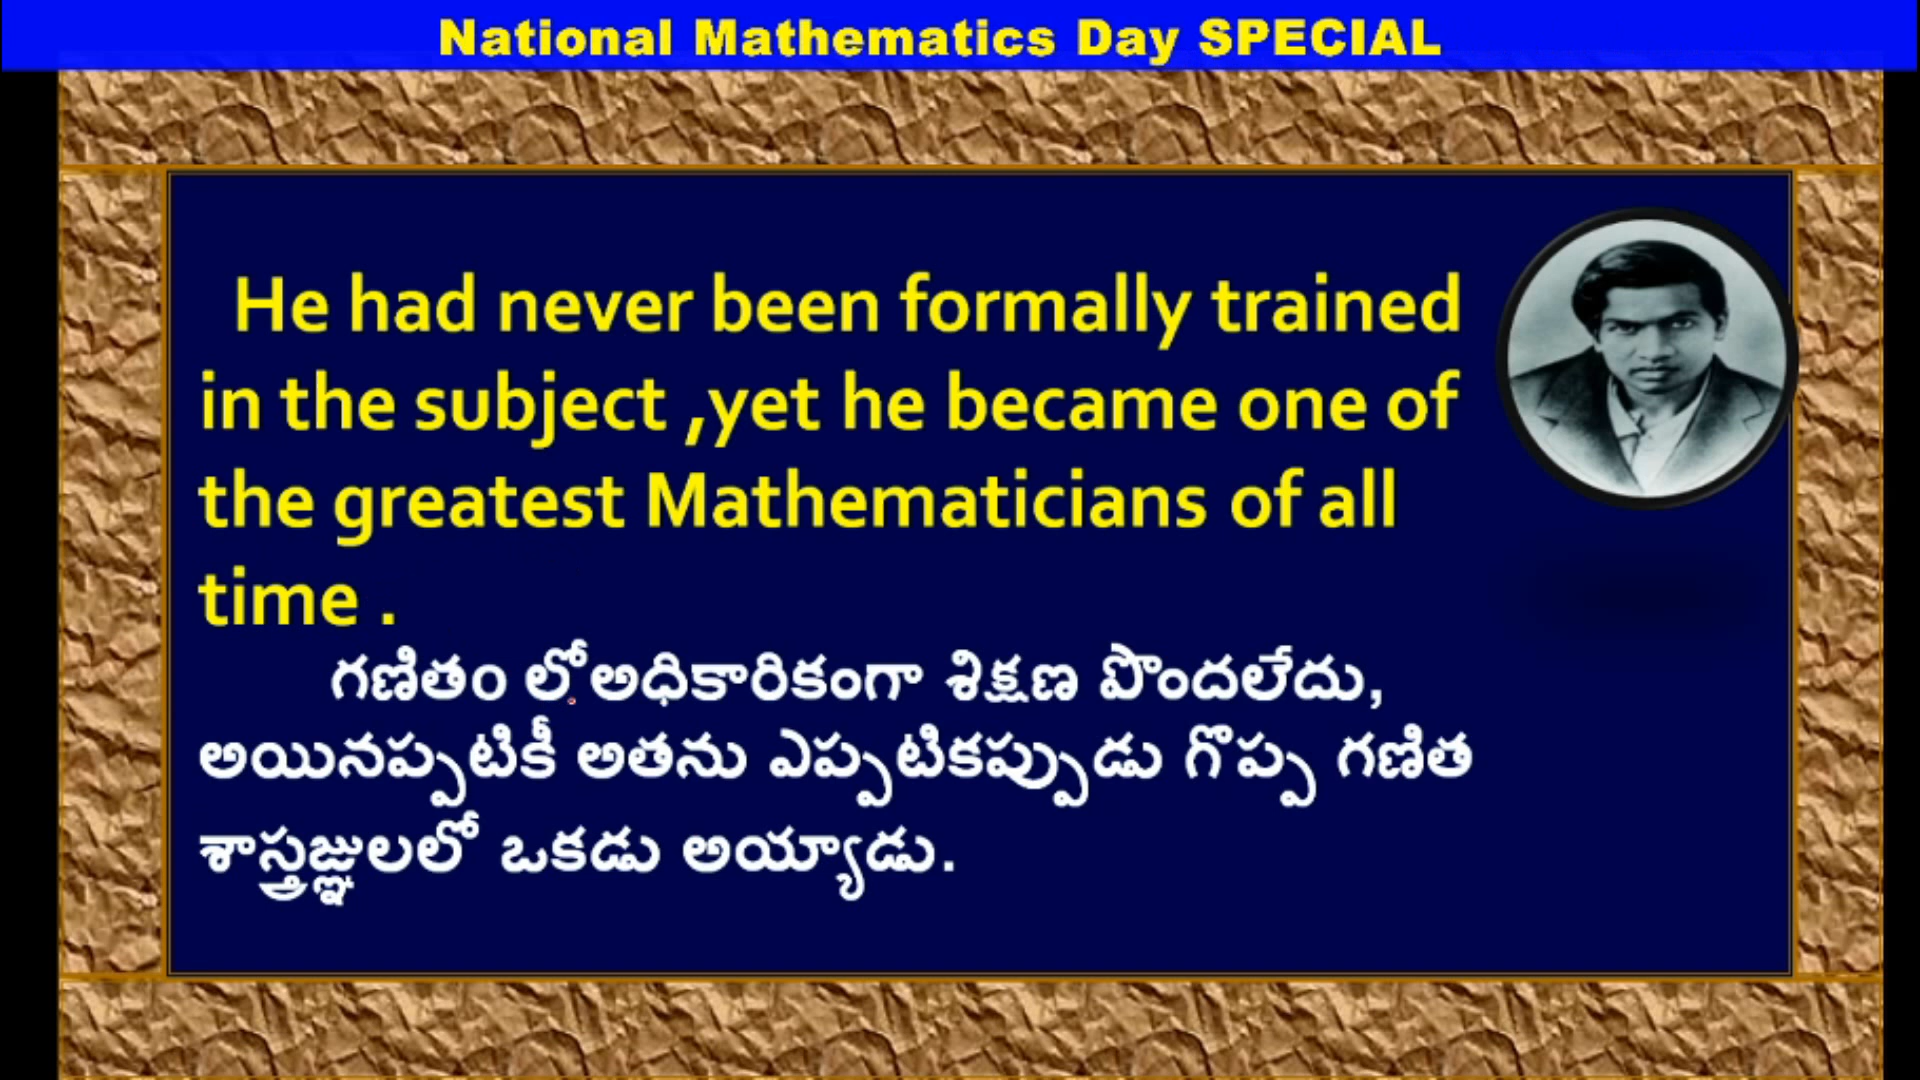 National Mathematics Day SPECIAL
He had never been formally trained
in the subject ,yet he became one of
the greatest Mathematicians of all
time .
గణితం లో అధికారికంగా శిక్షణ పొందలేదు,
అయినప్పటికీ అతను ఎప్పటికప్పుడు గొప్ప గణిత
శాస్త్రజ్ఞులలో ఒకడు అయ్యాడు.